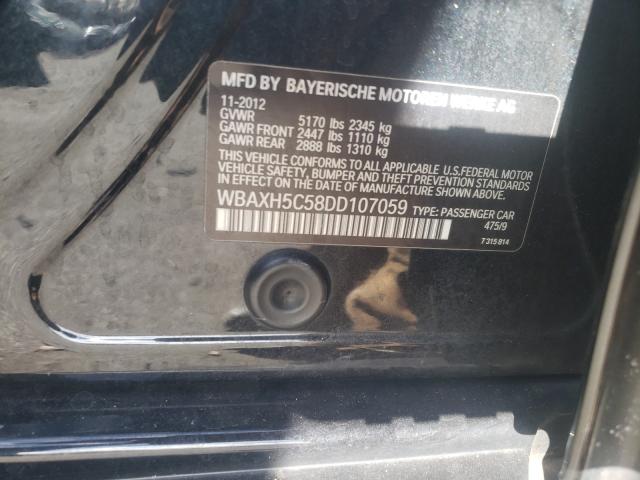 MFD BY BAYERISCHE MOTOREN WERKE AG
11-2012
GVWR 5170 lbs 2345 kg
GAWR FRONT 2447 lbs 1110 kg
GAWR REAR 2888 lbs 1310 kg
THIS VEHICLE CONFORMS TO ALL APPLICABLE U.S.FEDERAL MOTOR
VEHICLE SAFETY, BUMPER AND THEFT PREVENTION STANDARDS
IN EFFECT ON THE DATE OF MANUFACTURE SHOWN ABOVE.
WBAXH5C58DD107059 TYPE: PASSENGER CAR
475/9
7 315 814